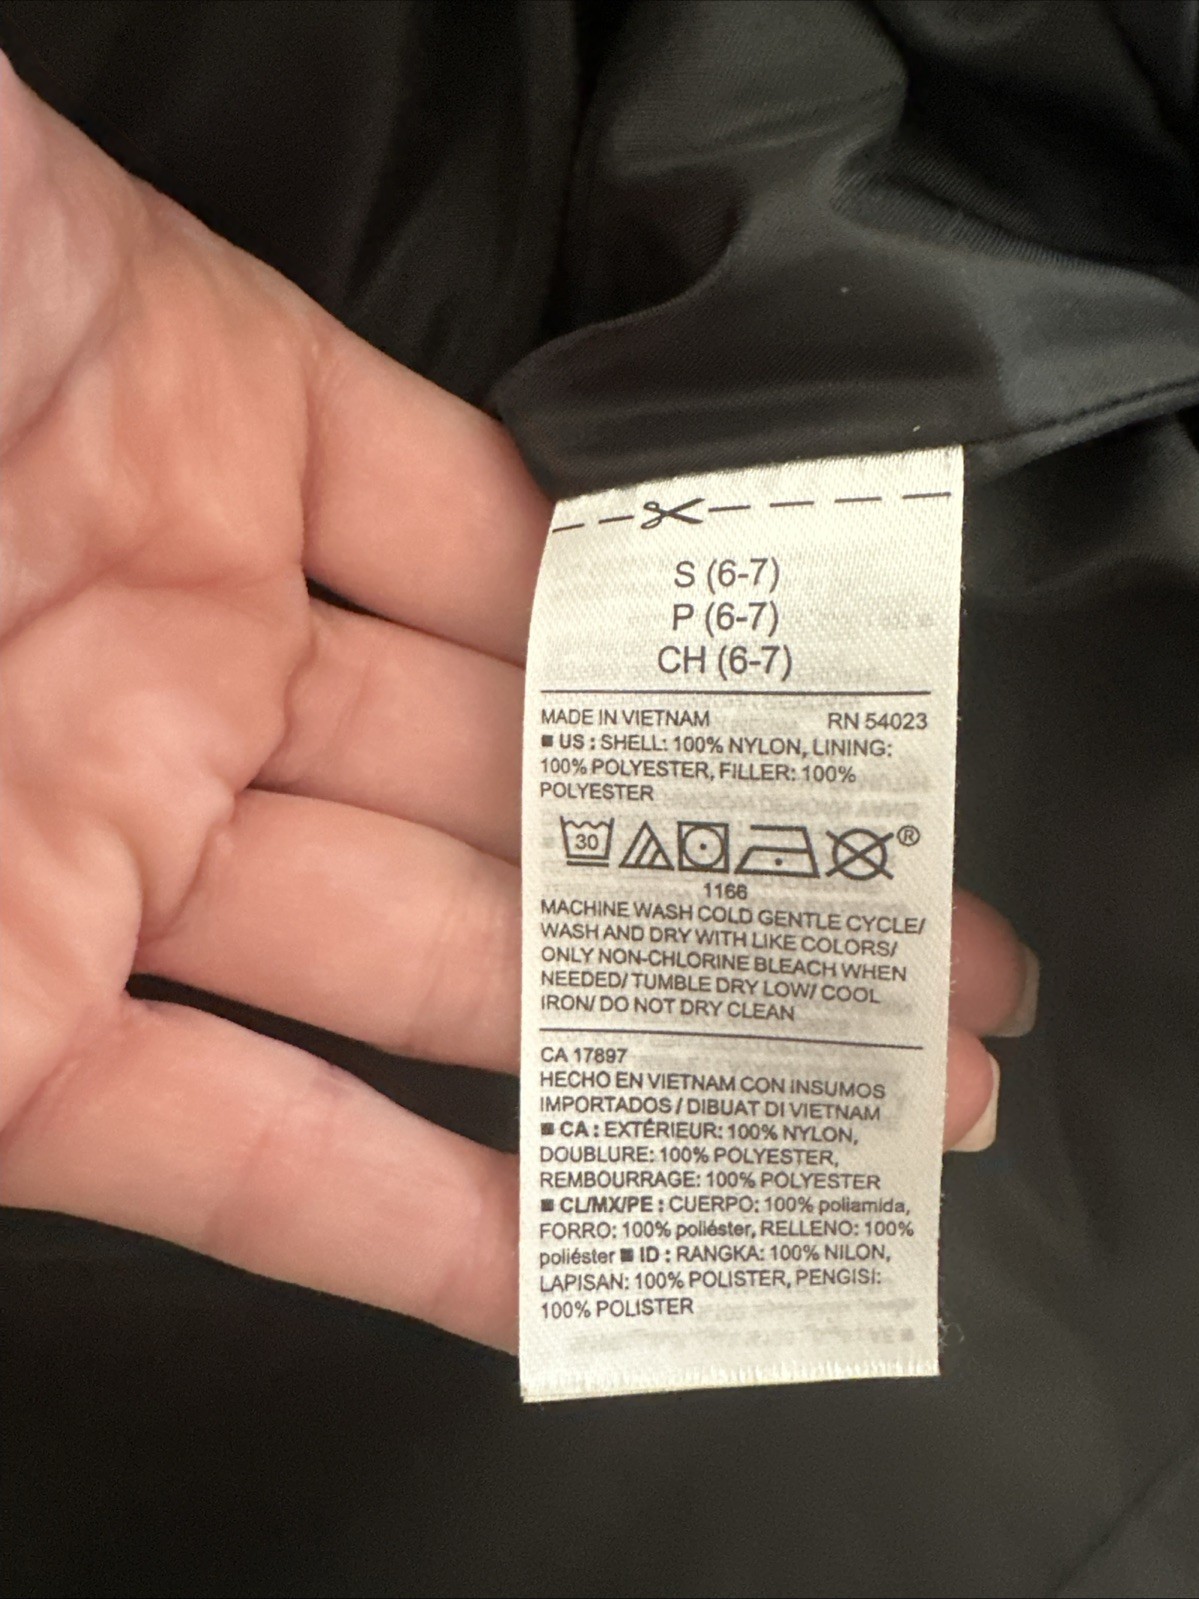 S (6-7)
P (6-7)
CH (6-7)
MADE IN VIETNAM RN 54023
■ US : SHELL: 100% NYLON, LINING:
100% POLYESTER, FILLER: 100%
POLYESTER
30 ®
1166
MACHINE WASH COLD GENTLE CYCLE/
WASH AND DRY WITH LIKE COLORS/
ONLY NON-CHLORINE BLEACH WHEN
NEEDED/ TUMBLE DRY LOW/ COOL
IRON/ DO NOT DRY CLEAN
CA 17897
HECHO EN VIETNAM CON INSUMOS
IMPORTADOS / DIBUAT DI VIETNAM
■ CA : EXTÉRIEUR: 100% NYLON,
DOUBLURE: 100% POLYESTER,
REMBOURRAGE: 100% POLYESTER
■ CL/MX/PE : CUERPO: 100% poliamida,
FORRO: 100% poliéster, RELLENO: 100%
poliéster ■ ID : RANGKA: 100% NILON,
LAPISAN: 100% POLISTER, PENGISI:
100% POLISTER